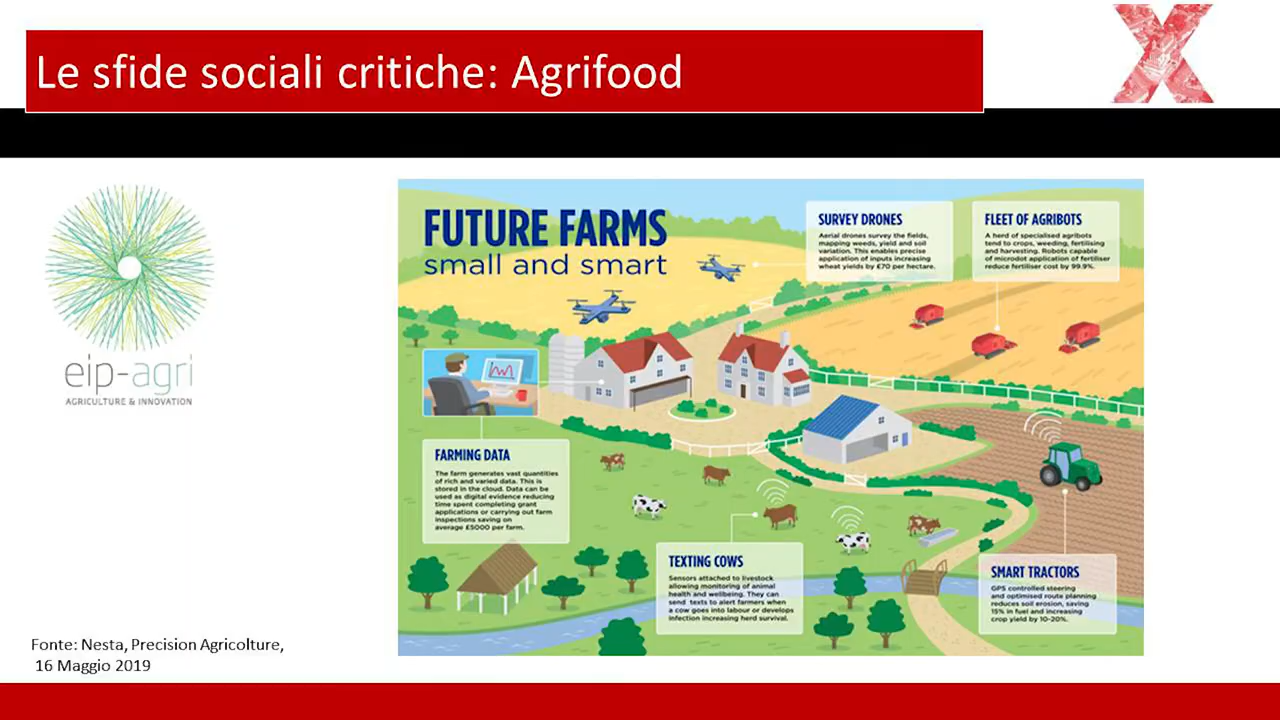 Le sfide sociali critiche: Agrifood
eip-agri
AGRICULTURE & INNOVATION
FUTURE FARMS
small and smart
SURVEY DRONES
Aerial drones survey the fields,
mapping weeds, yield and soil
variation. This enables precise
application of inputs increasing
wheat yields by £70 per hectare.
FLEET OF AGRIBOTS
A herd of specialised agribots
tend to crops, weeding, fertilising
and harvesting. Robots capable
of microdot application of fertiliser
reduce fertiliser cost by 99.9%.
FARMING DATA
The farm generates vast quantities
of rich and varied data. This is
stored in the cloud. Data can be
used as digital evidence reducing
time spent completing grant
applications or carrying out farm
inspections saving on
average £5000 per farm.
TEXTING COWS
Sensors attached to livestock
allowing monitoring of animal
health and wellbeing. They can
send texts to alert farmers when
a cow goes into labour or develops
infection increasing herd survival.
SMART TRACTORS
GPS controlled steering
and optimised route planning
reduces soil erosion, saving
15% in fuel and increasing
crop yield by 10-20%.
Fonte: Nesta, Precision Agricolture,
16 Maggio 2019